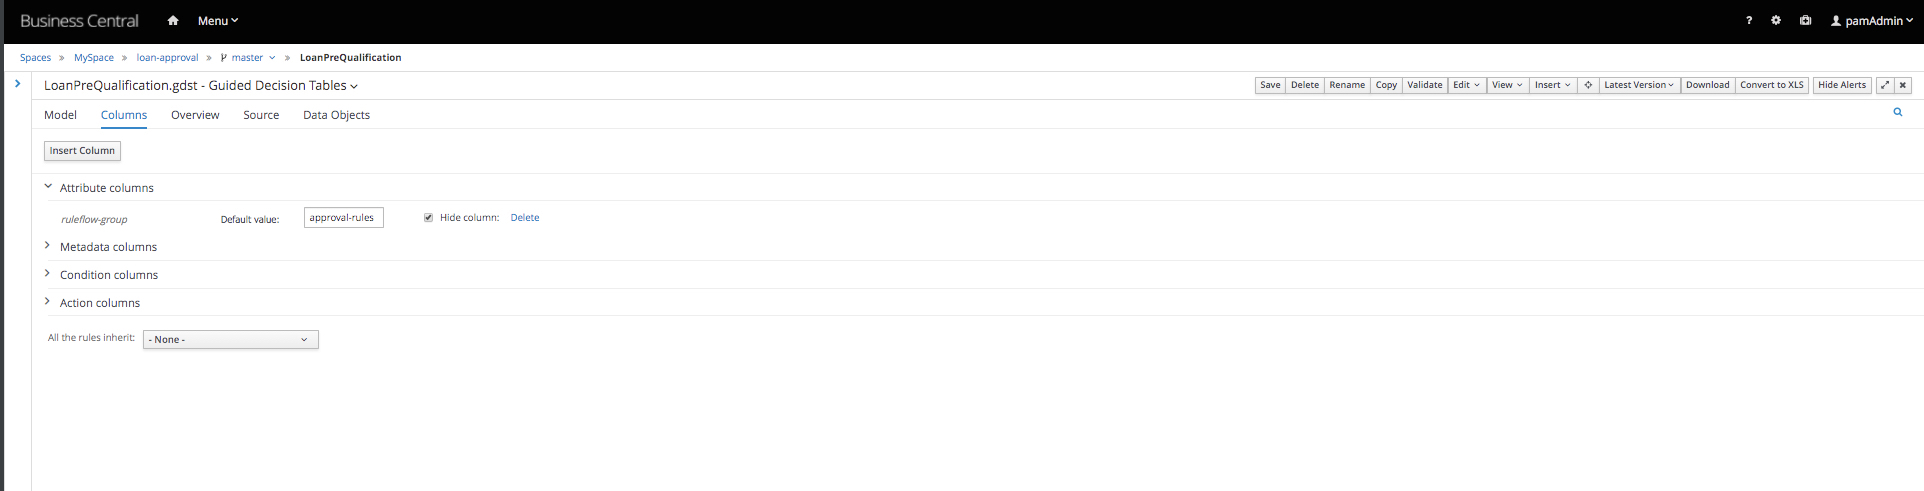 Business Central Menu ? pamAdmin
Spaces » MySpace » loan-approval » master » LoanPreQualification
LoanPreQualification.gdst - Guided Decision Tables Save Delete Rename Copy Validate Edit View Insert Latest Version Download Convert to XLS Hide Alerts
Model Columns Overview Source Data Objects
Insert Column
Attribute columns
ruleflow-group Default value: approval-rules Hide column: Delete
Metadata columns
Condition columns
Action columns
All the rules inherit: - None -